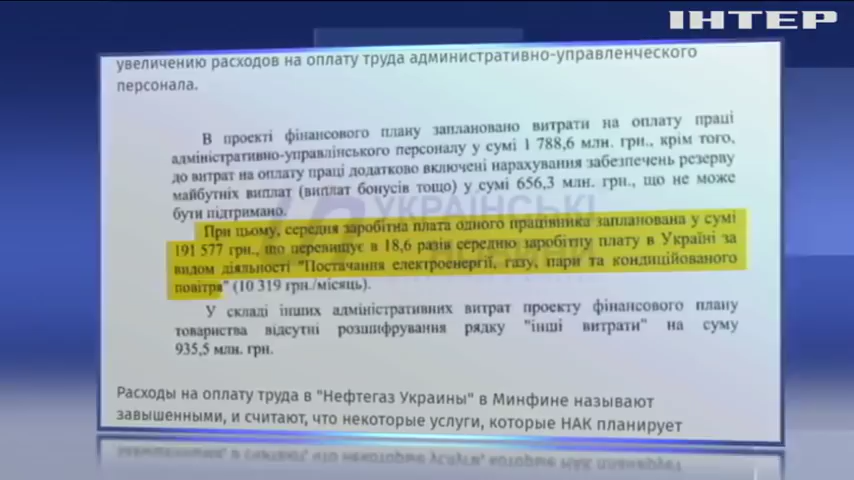 ІНТЕР
увеличению расходов на оплату труда административно-управленческого
персонала.
В проекті фінансового плану заплановано витрати на оплату праці
адміністративно-управлінського персоналу у сумі 1 788,6 млн. грн., крім того,
до витрат на оплату праці додатково включені нарахування забезпечень резерву
майбутніх виплат (виплат бонусів тощо) у сумі 656,3 млн. грн., що не може
бути підтримано.
При цьому, середня заробітна плата одного працівника запланована у сумі
191 577 грн., що перевищує в 18,6 разів середню заробітну плату в Україні за
видом діяльності "Постачання електроенергії, газу, пари та кондиційованого
повітря" (10 319 грн./місяць).
У складі інших адміністративних витрат проекту фінансового плану
товариства відсутні розшифрування рядку "інші витрати" на суму
935,5 млн. грн.
Расходы на оплату труда в "Нефтегаз Украины" в Минфине называют
завышенными, и считают, что некоторые услуги, которые НАК планирует